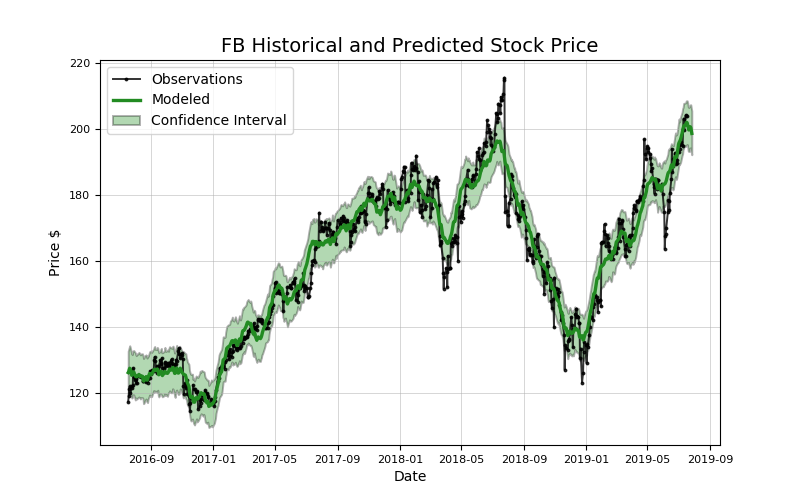 FB Historical and Predicted Stock Price
Observations
Modeled
Confidence Interval
Price $
220
200
180
160
140
120
2016-09 2017-01 2017-05 2017-09 2018-01 2018-05 2018-09 2019-01 2019-05 2019-09
Date